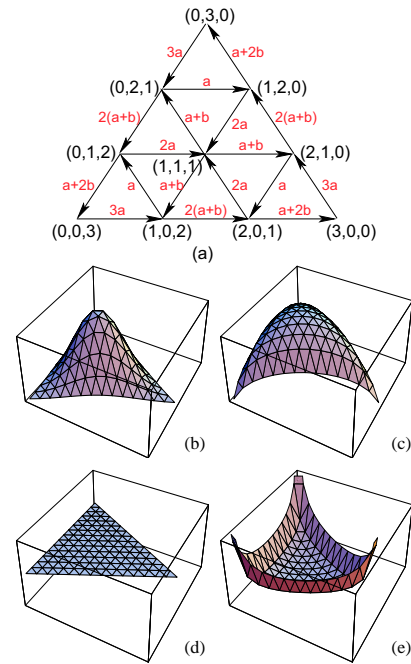 (0,3,0)
3a a+2b
(0,2,1) a (1,2,0)
2(a+b) a+b 2a 2(a+b)
(0,1,2) 2a (1,1,1) a+b (2,1,0)
a+2b a a+b 2a a 3a
3a 2(a+b) a+2b
(0,0,3) (1,0,2) (2,0,1) (3,0,0)
(a)
(b) (c)
(d) (e)